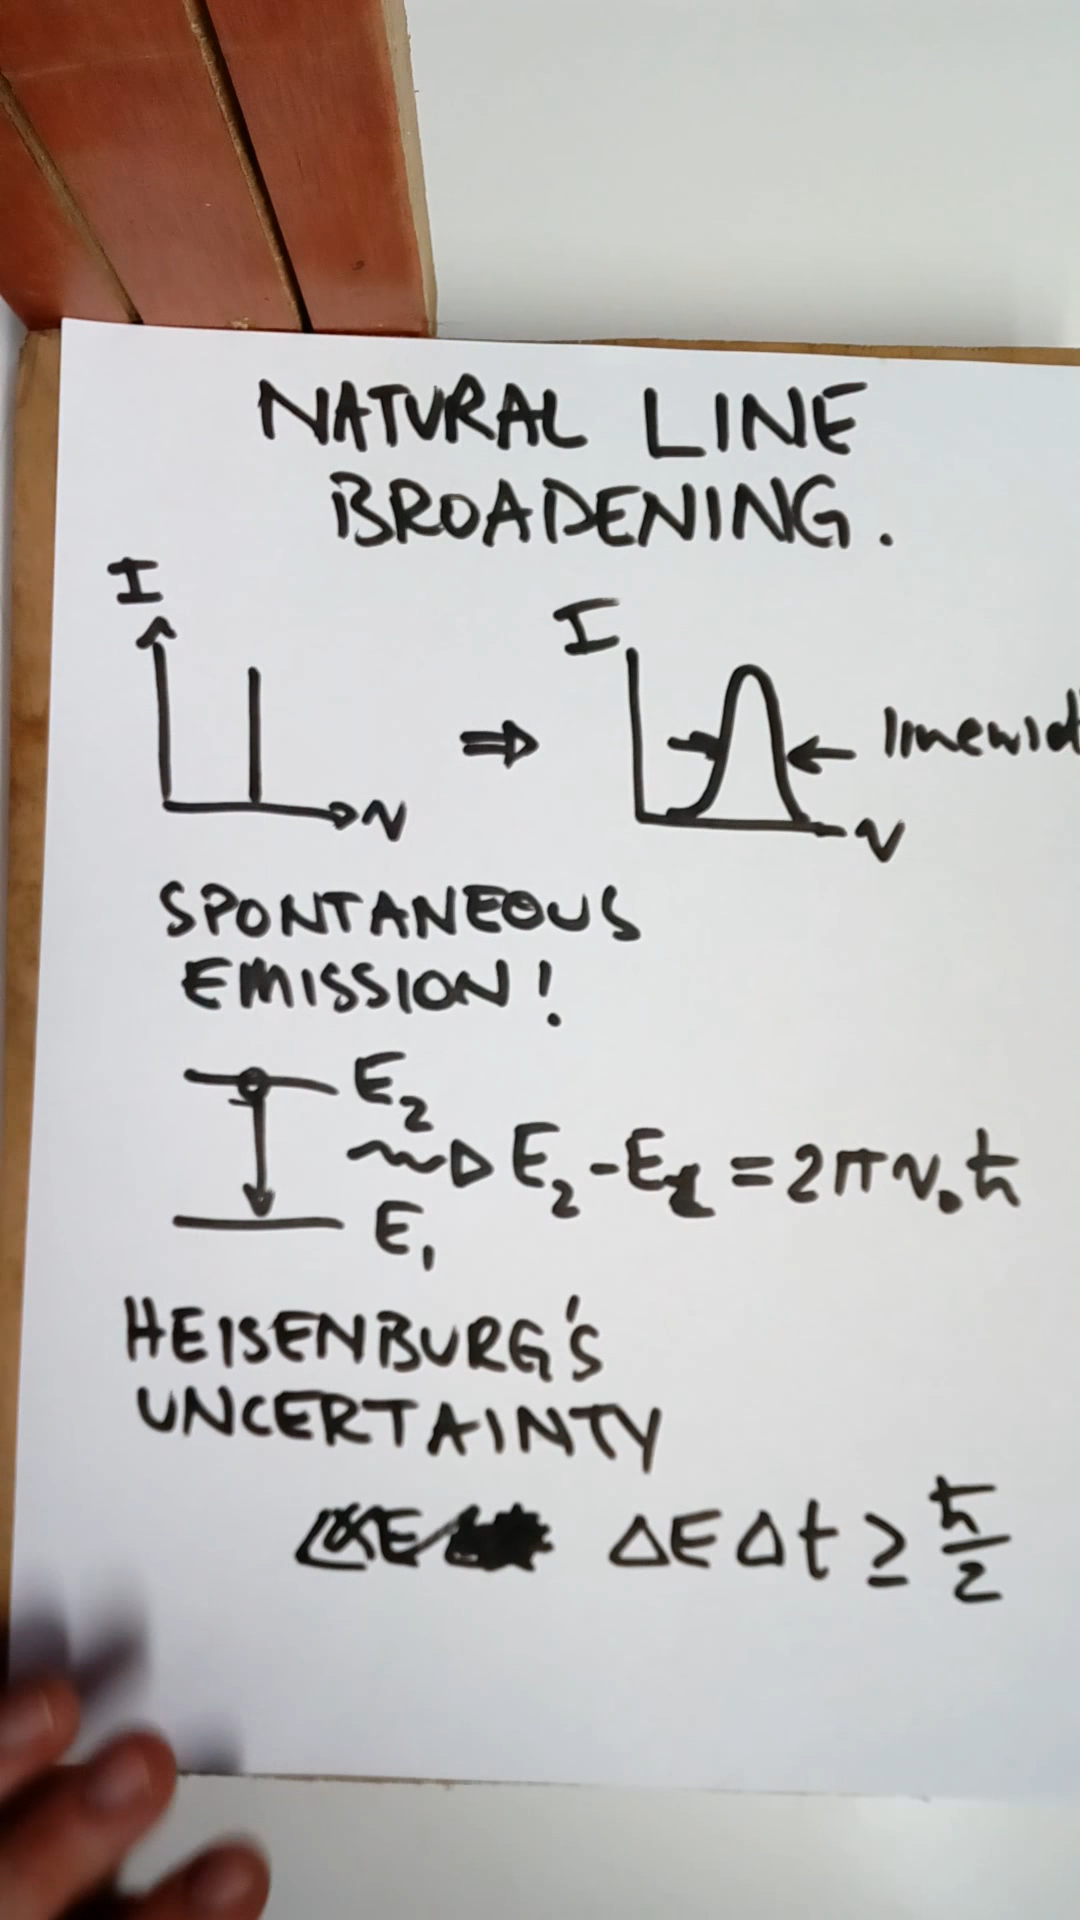 NATURAL LINE
BROADENING.
I
I
linewid
ν
ν
SPONTANEOUS
EMISSION!
E₂
E₂-E₁ = 2πν₀ħ
E₁
HEISENBURG'S
UNCERTAINTY
ΔEΔt ≥ ħ/2